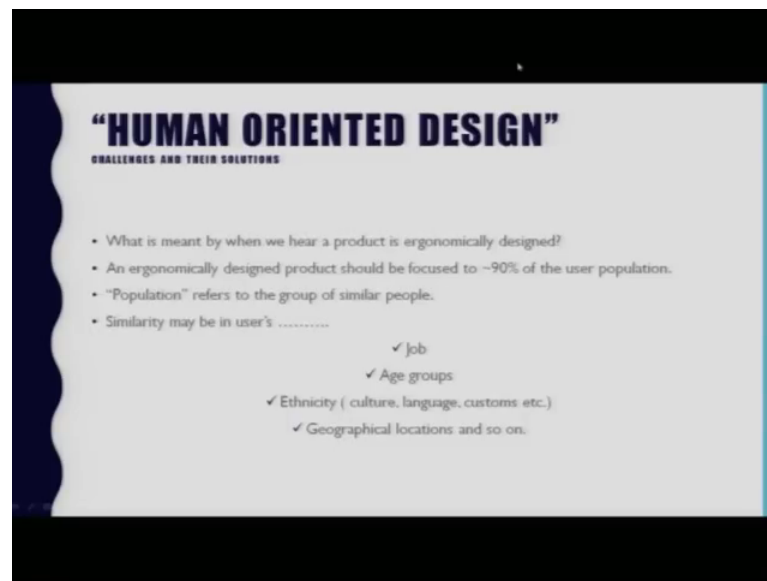 “HUMAN ORIENTED DESIGN”
CHALLENGES AND THEIR SOLUTIONS
• What is meant by when we hear a product is ergonomically designed?
• An ergonomically designed product should be focused to ~90% of the user population.
• “Population” refers to the group of similar people.
• Similarity may be in user's ..........
✓ Job
✓ Age groups
✓ Ethnicity ( culture, language, customs etc.)
✓ Geographical locations and so on.